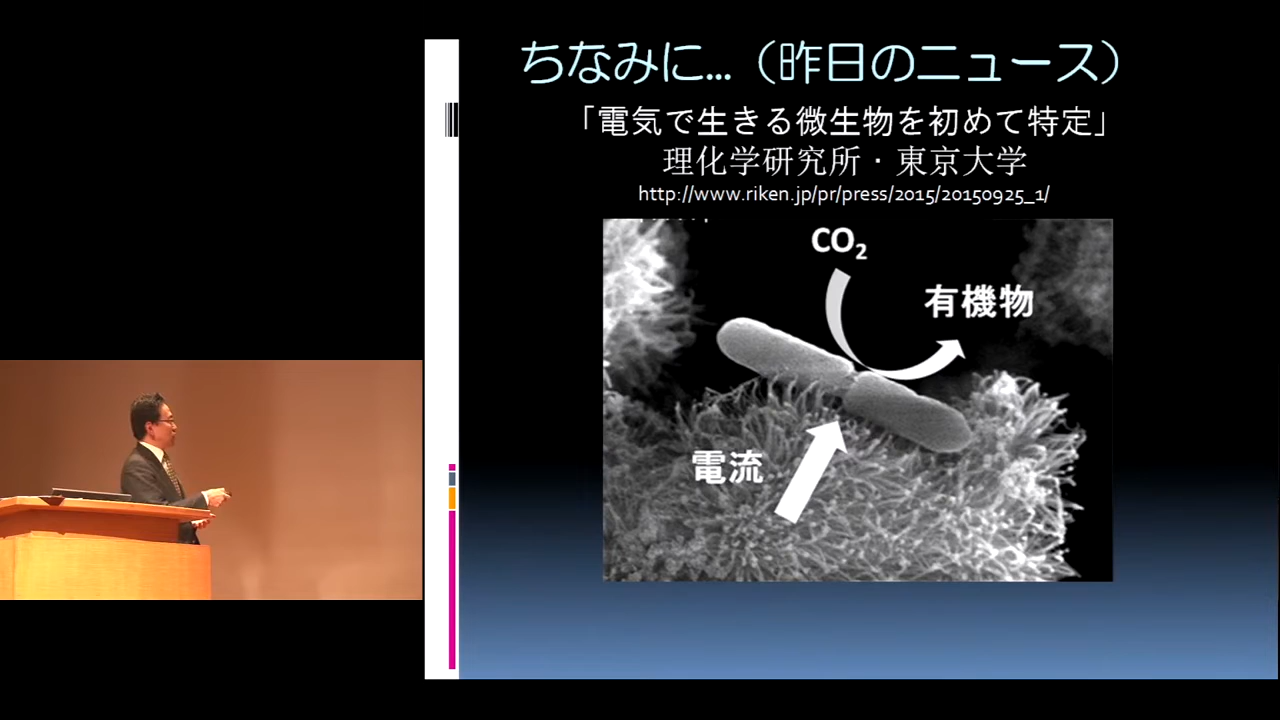 ちなみに...（昨日のニュース）
「電気で生きる微生物を初めて特定」
理化学研究所・東京大学
http://www.riken.jp/pr/press/2015/20150925_1/
CO₂
有機物
電流